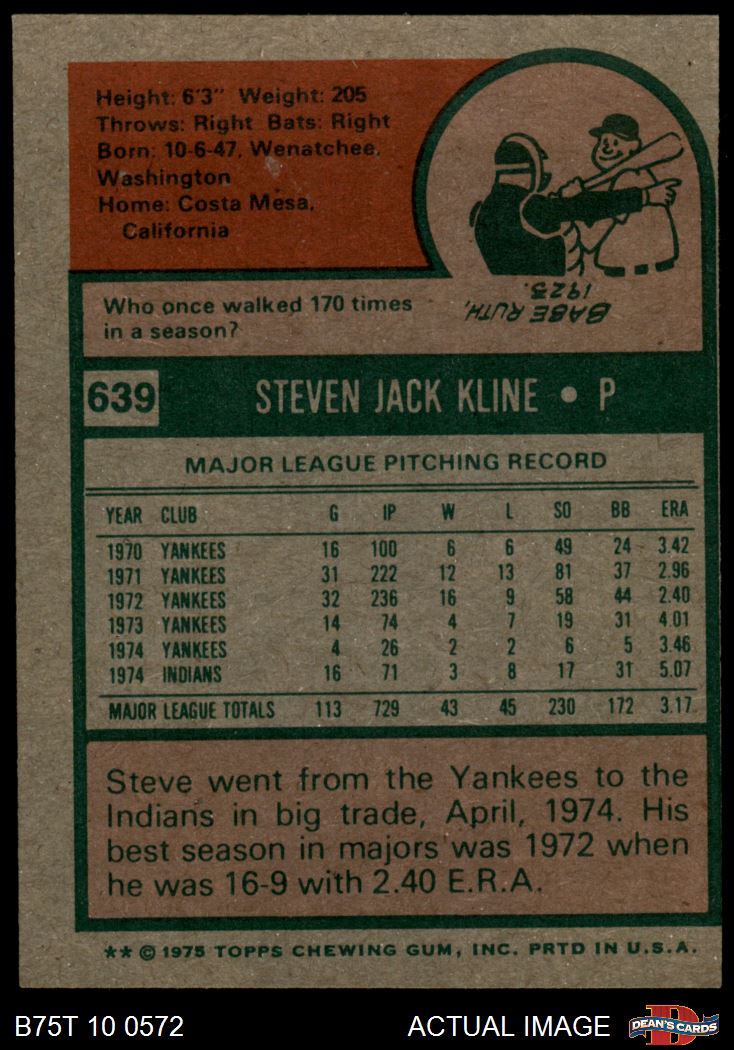 Height: 6'3" Weight: 205
Throws: Right Bats: Right
Born: 10-6-47, Wenatchee,
Washington
Home: Costa Mesa,
California
Who once walked 170 times
in a season?
BABE RUTH,
1923.
639 STEVEN JACK KLINE • P
MAJOR LEAGUE PITCHING RECORD
YEAR CLUB G IP W L SO BB ERA
1970 YANKEES 16 100 6 6 49 24 3.42
1971 YANKEES 31 222 12 13 81 37 2.96
1972 YANKEES 32 236 16 9 58 44 2.40
1973 YANKEES 14 74 4 7 19 31 4.01
1974 YANKEES 4 26 2 2 6 5 3.46
1974 INDIANS 16 71 3 8 17 31 5.07
MAJOR LEAGUE TOTALS 113 729 43 45 230 172 3.17
Steve went from the Yankees to the
Indians in big trade, April, 1974. His
best season in majors was 1972 when
he was 16-9 with 2.40 E.R.A.
** © 1975 TOPPS CHEWING GUM, INC. PRTD IN U.S.A.
B75T 10 0572 ACTUAL IMAGE D DEAN'S CARDS